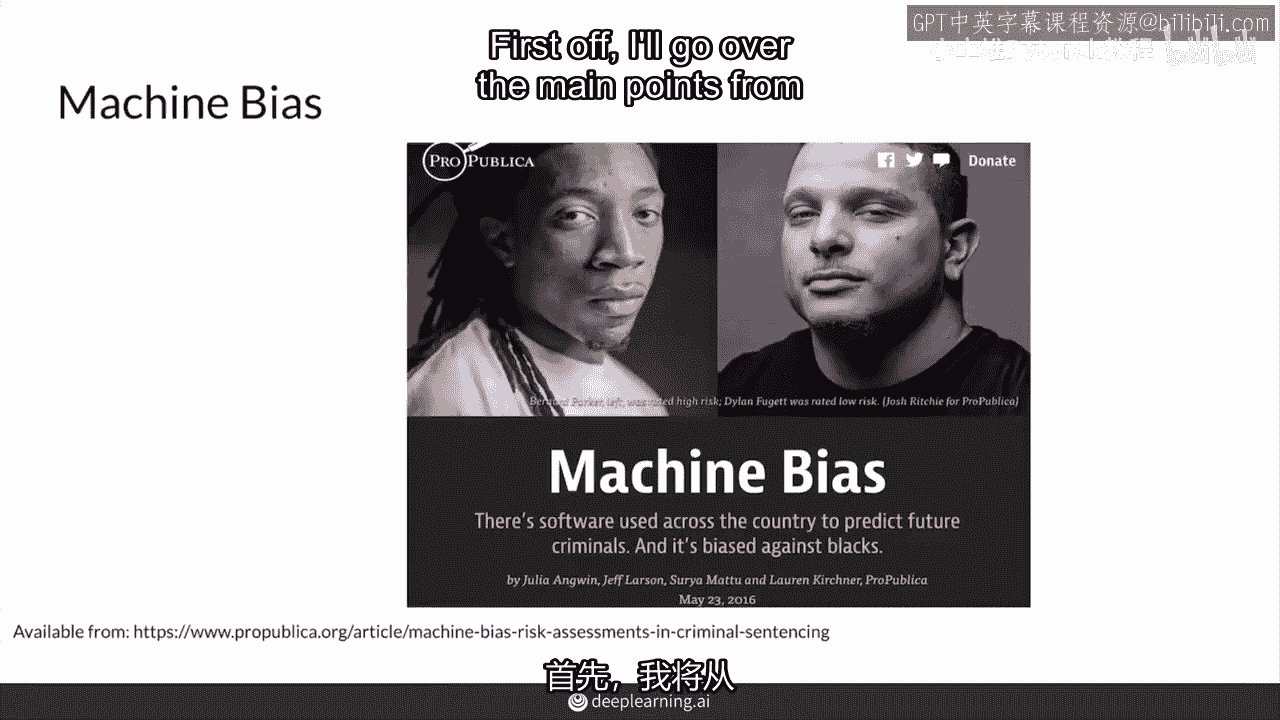 GPT中英字幕课程资源@bilibili.com
First off, I'll go over
the main points from
Machine Bias
PROPUBLICA
Donate
Bernard Parker, left, was rated high risk; Dylan Fugett was rated low risk. (Josh Ritchie for ProPublica)
Machine Bias
There's software used across the country to predict future
criminals. And it's biased against blacks.
by Julia Angwin, Jeff Larson, Surya Mattu and Lauren Kirchner, ProPublica
May 23, 2016
Available from: https://www.propublica.org/article/machine-bias-risk-assessments-in-criminal-sentencing
首先，我将从
deeplearning.ai